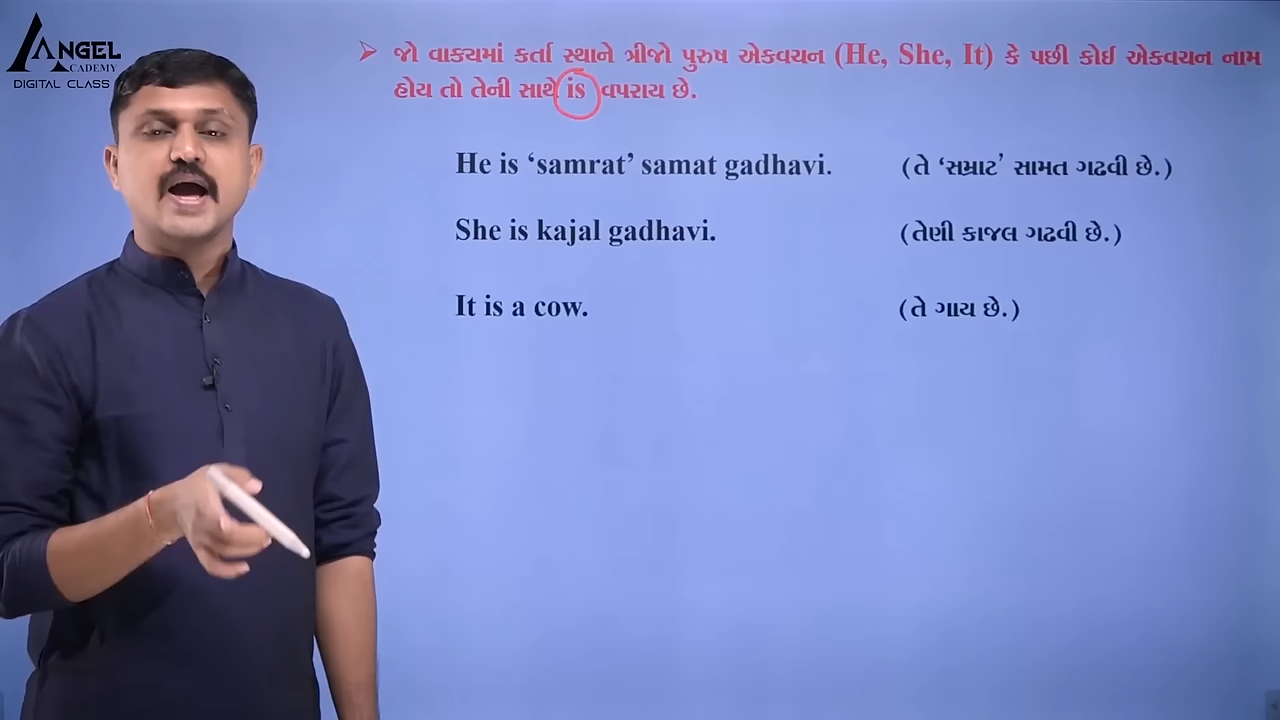 ANGEL
ACADEMY
DIGITAL CLASS
➢ જો વાક્યમાં કર્તા સ્થાને ત્રીજો પુરુષ એકવચન (He, She, It) કે પછી કોઈ એકવચન નામ
હોય તો તેની સાથે is વપરાય છે.
He is ‘samrat’ samat gadhavi. (તે ‘સમ્રાટ’ સામત ગઢવી છે.)
She is kajal gadhavi. (તેણી કાજલ ગઢવી છે.)
It is a cow. (તે ગાય છે.)